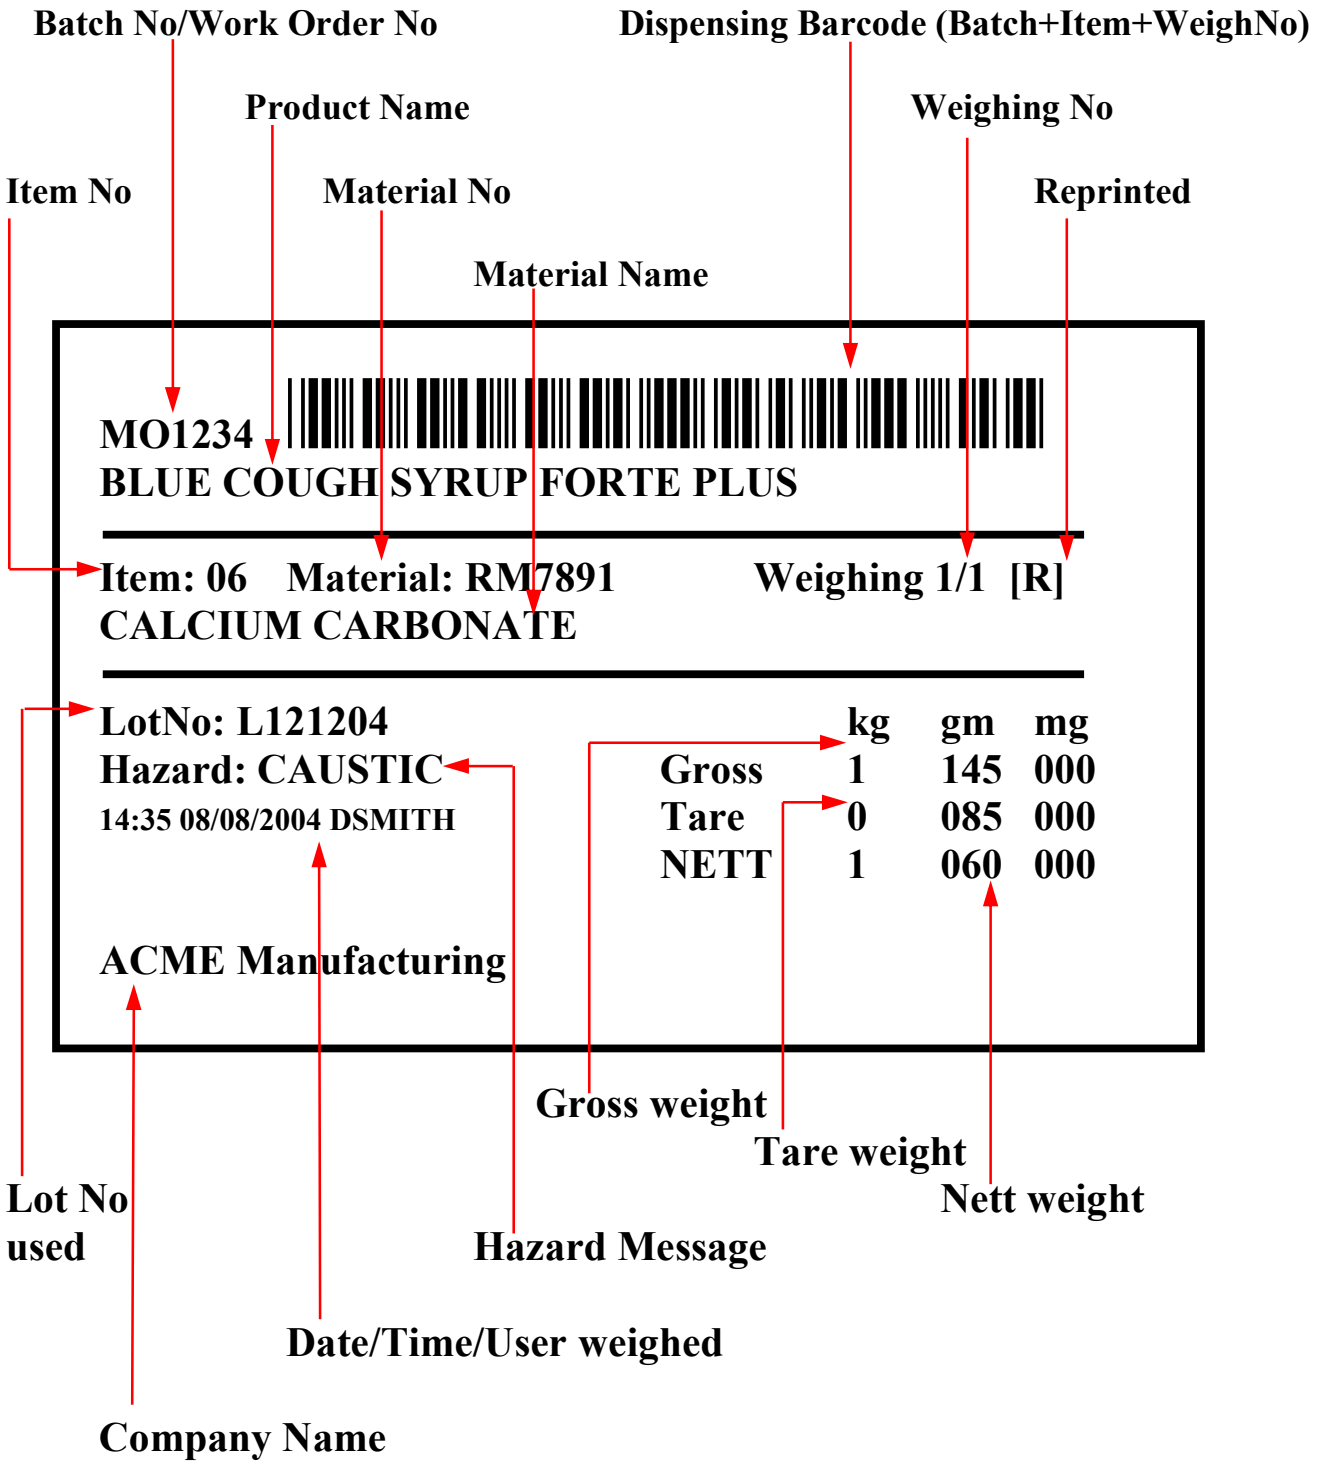 Batch No/Work Order No
Dispensing Barcode (Batch+Item+WeighNo)
Product Name
Weighing No
Item No
Material No
Reprinted
Material Name
MO1234
BLUE COUGH SYRUP FORTE PLUS
Item: 06 Material: RM7891 Weighing 1/1 [R]
CALCIUM CARBONATE
LotNo: L121204 kg gm mg
Hazard: CAUSTIC Gross 1 145 000
14:35 08/08/2004 DSMITH Tare 0 085 000
NETT 1 060 000
ACME Manufacturing
Gross weight
Tare weight
Lot No
used
Nett weight
Hazard Message
Date/Time/User weighed
Company Name